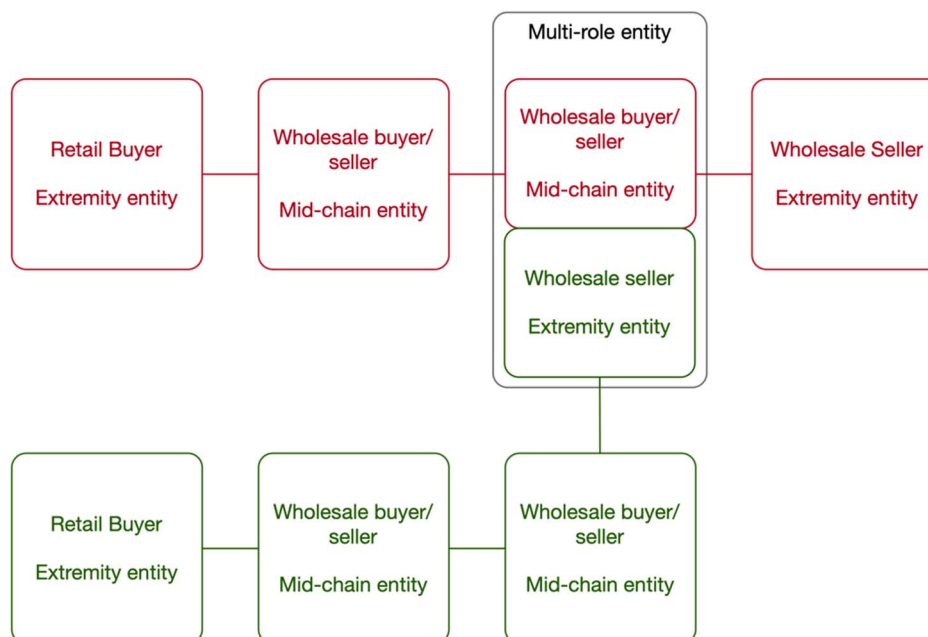 Multi-role entity
Retail Buyer
Extremity entity
Wholesale buyer/
seller
Mid-chain entity
Wholesale buyer/
seller
Mid-chain entity
Wholesale Seller
Extremity entity
Wholesale seller
Extremity entity
Retail Buyer
Extremity entity
Wholesale buyer/
seller
Mid-chain entity
Wholesale buyer/
seller
Mid-chain entity